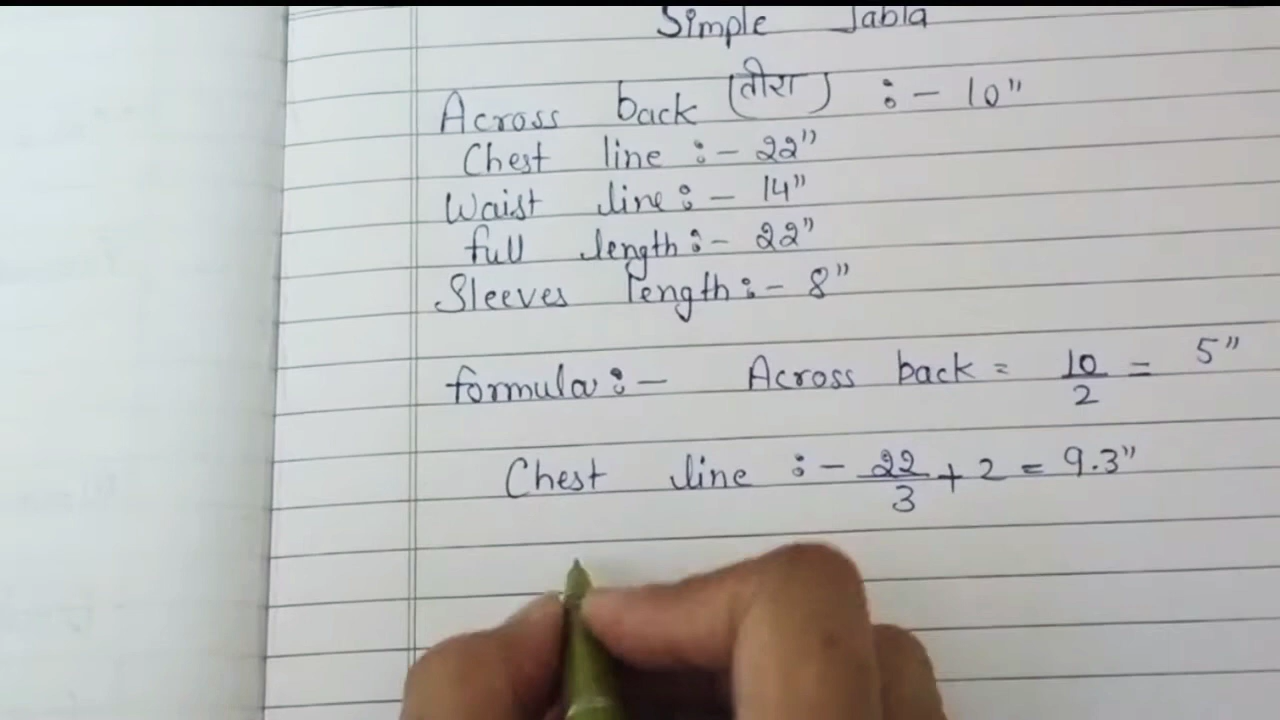 Simple Jabla
Across back (तीरा) :- 10"
Chest line :- 22"
Waist line :- 14"
full length :- 22"
Sleeves length :- 8"
formula :- Across back = 10/2 = 5"
Chest line :- 22/3 + 2 = 9.3"